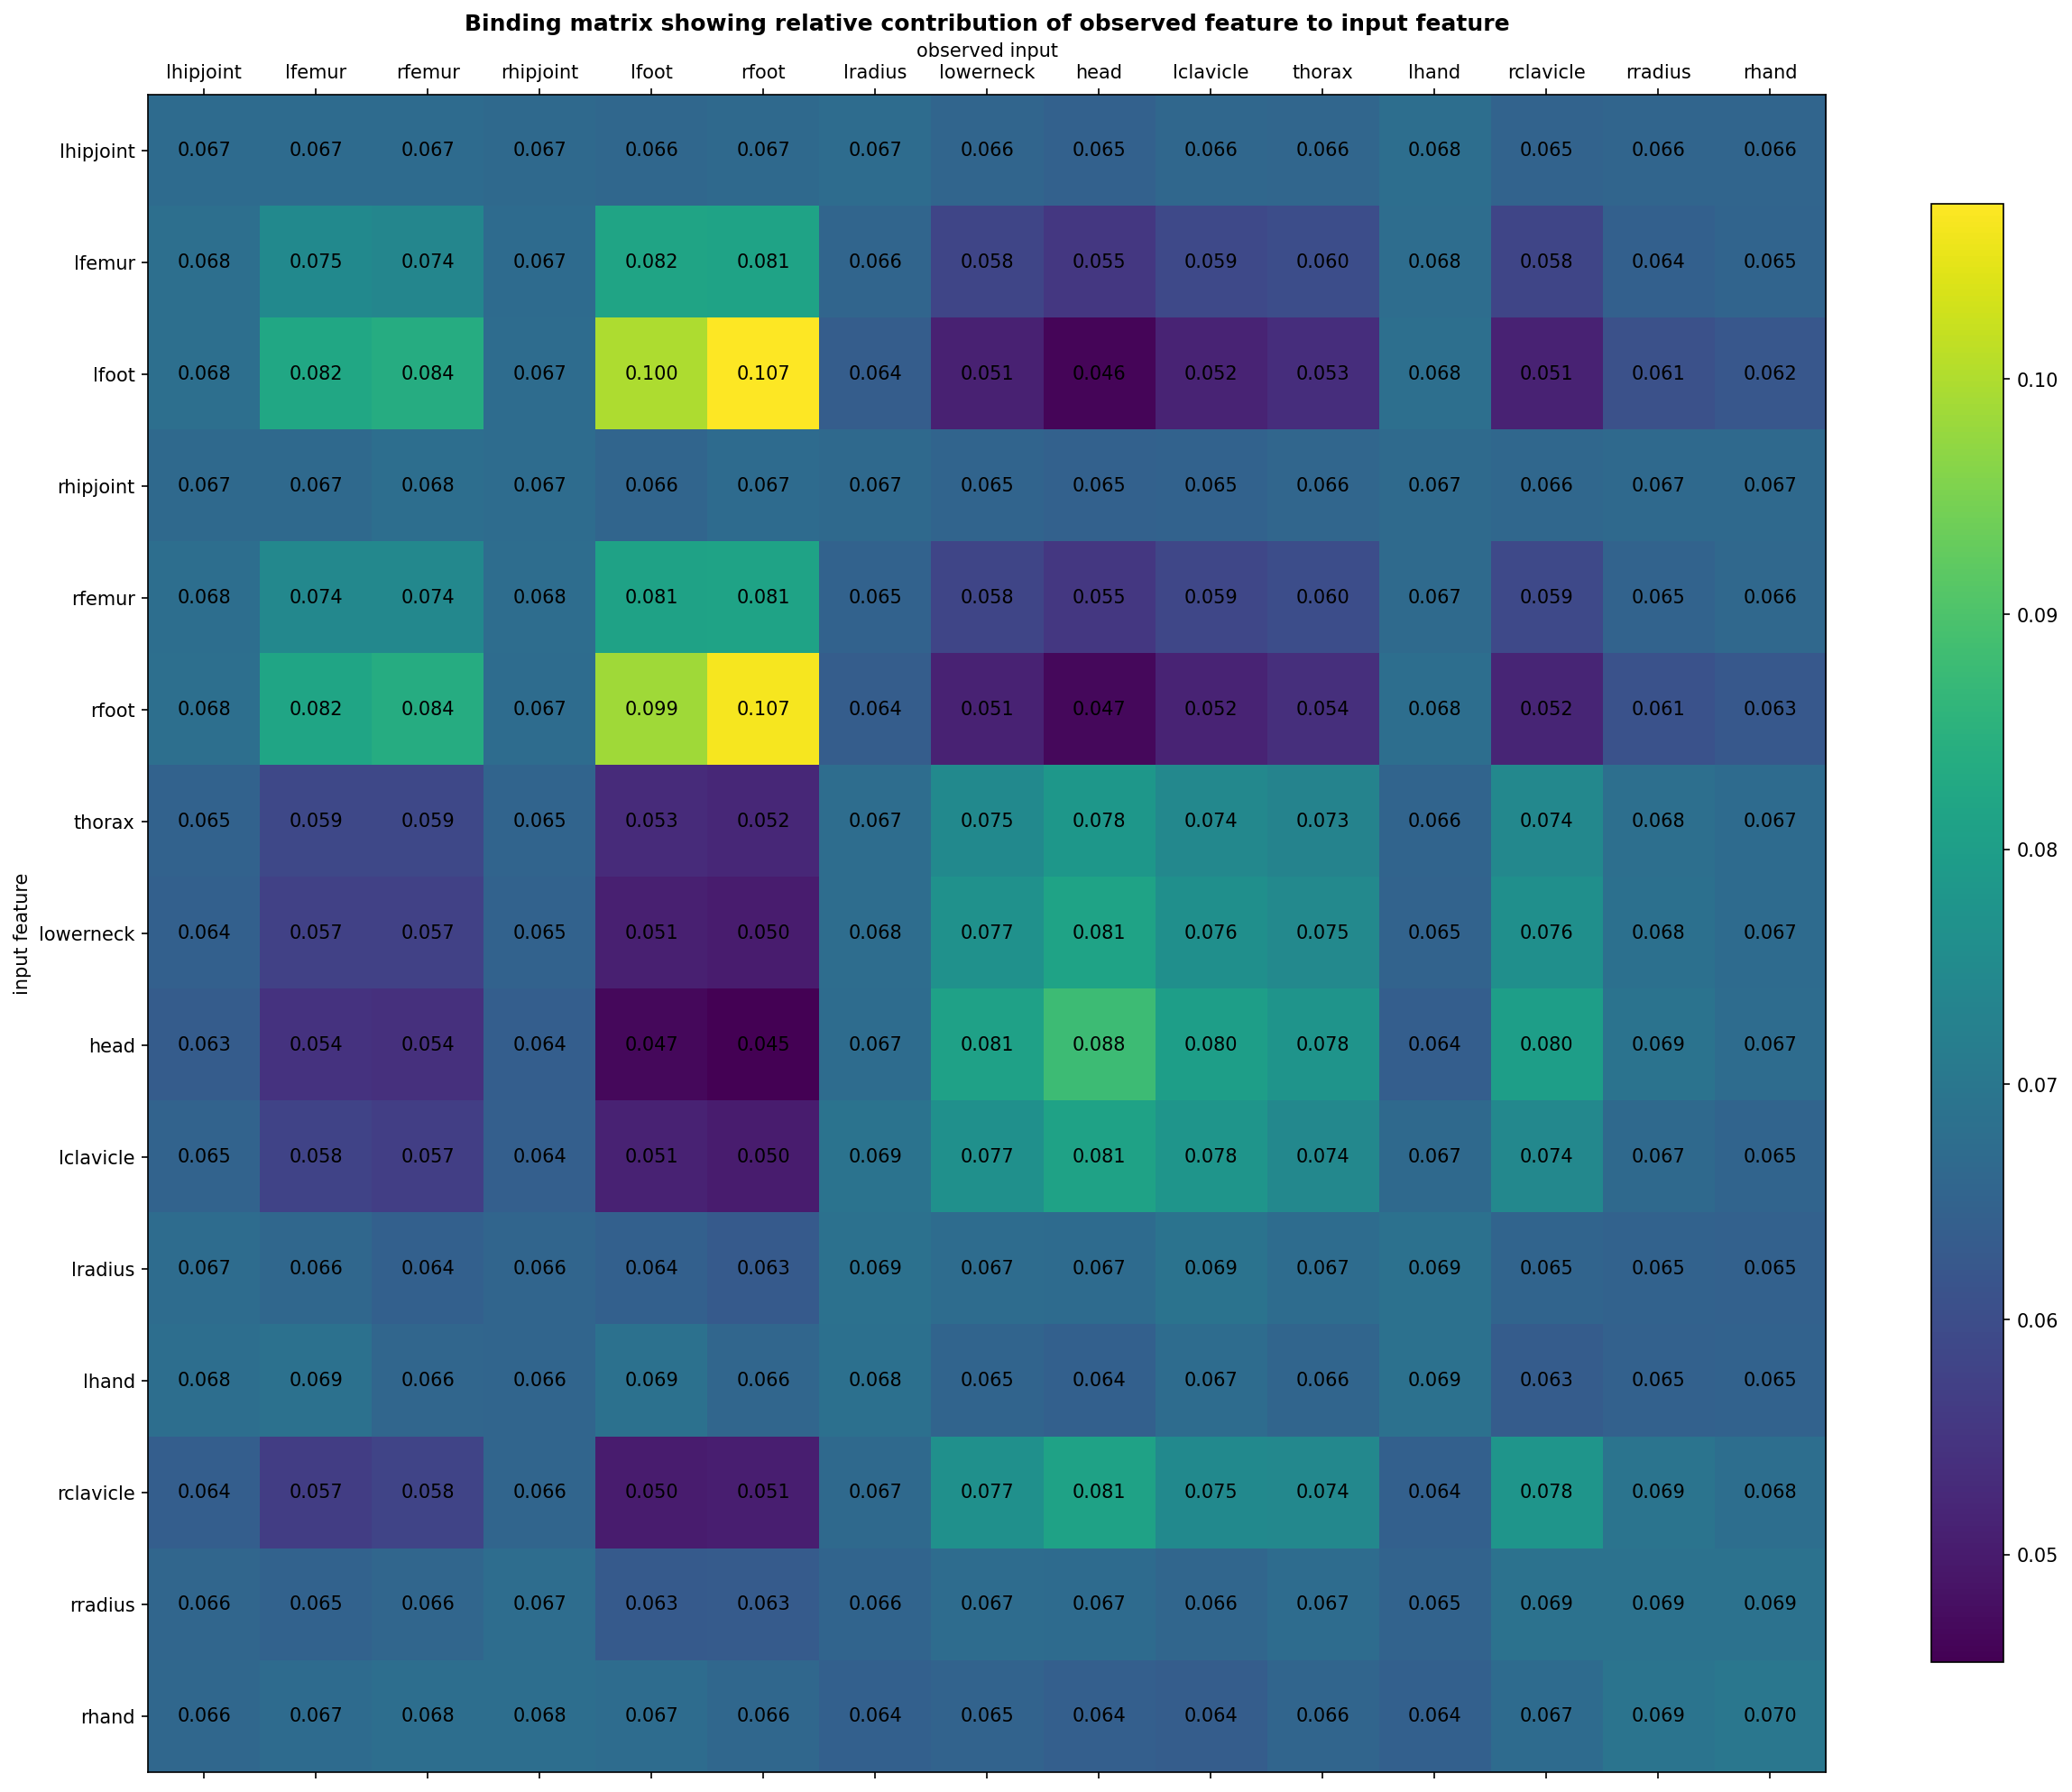 Binding matrix showing relative contribution of observed feature to input feature
observed input
lhipjoint lfemur rfemur rhipjoint lfoot rfoot lradius lowerneck head lclavicle thorax lhand rclavicle rradius rhand
lhipjoint 0.067 0.067 0.067 0.067 0.066 0.067 0.067 0.066 0.065 0.066 0.066 0.068 0.065 0.066 0.066
lfemur 0.068 0.075 0.074 0.067 0.082 0.081 0.066 0.058 0.055 0.059 0.060 0.068 0.058 0.064 0.065
lfoot 0.068 0.082 0.084 0.067 0.100 0.107 0.064 0.051 0.046 0.052 0.053 0.068 0.051 0.061 0.062
0.10
rhipjoint 0.067 0.067 0.068 0.067 0.066 0.067 0.067 0.065 0.065 0.065 0.066 0.067 0.066 0.067 0.067
rfemur 0.068 0.074 0.074 0.068 0.081 0.081 0.065 0.058 0.055 0.059 0.060 0.067 0.059 0.065 0.066
0.09
rfoot 0.068 0.082 0.084 0.067 0.099 0.107 0.064 0.051 0.047 0.052 0.054 0.068 0.052 0.061 0.063
thorax 0.065 0.059 0.059 0.065 0.053 0.052 0.067 0.075 0.078 0.074 0.073 0.066 0.074 0.068 0.067
0.08
input feature
lowerneck 0.064 0.057 0.057 0.065 0.051 0.050 0.068 0.077 0.081 0.076 0.075 0.065 0.076 0.068 0.067
head 0.063 0.054 0.054 0.064 0.047 0.045 0.067 0.081 0.088 0.080 0.078 0.064 0.080 0.069 0.067
0.07
lclavicle 0.065 0.058 0.057 0.064 0.051 0.050 0.069 0.077 0.081 0.078 0.074 0.067 0.074 0.067 0.065
lradius 0.067 0.066 0.064 0.066 0.064 0.063 0.069 0.067 0.067 0.069 0.067 0.069 0.065 0.065 0.065
0.06
lhand 0.068 0.069 0.066 0.066 0.069 0.066 0.068 0.065 0.064 0.067 0.066 0.069 0.063 0.065 0.065
rclavicle 0.064 0.057 0.058 0.066 0.050 0.051 0.067 0.077 0.081 0.075 0.074 0.064 0.078 0.069 0.068
0.05
rradius 0.066 0.065 0.066 0.067 0.063 0.063 0.066 0.067 0.067 0.066 0.067 0.065 0.069 0.069 0.069
rhand 0.066 0.067 0.068 0.068 0.067 0.066 0.064 0.065 0.064 0.064 0.066 0.064 0.067 0.069 0.070